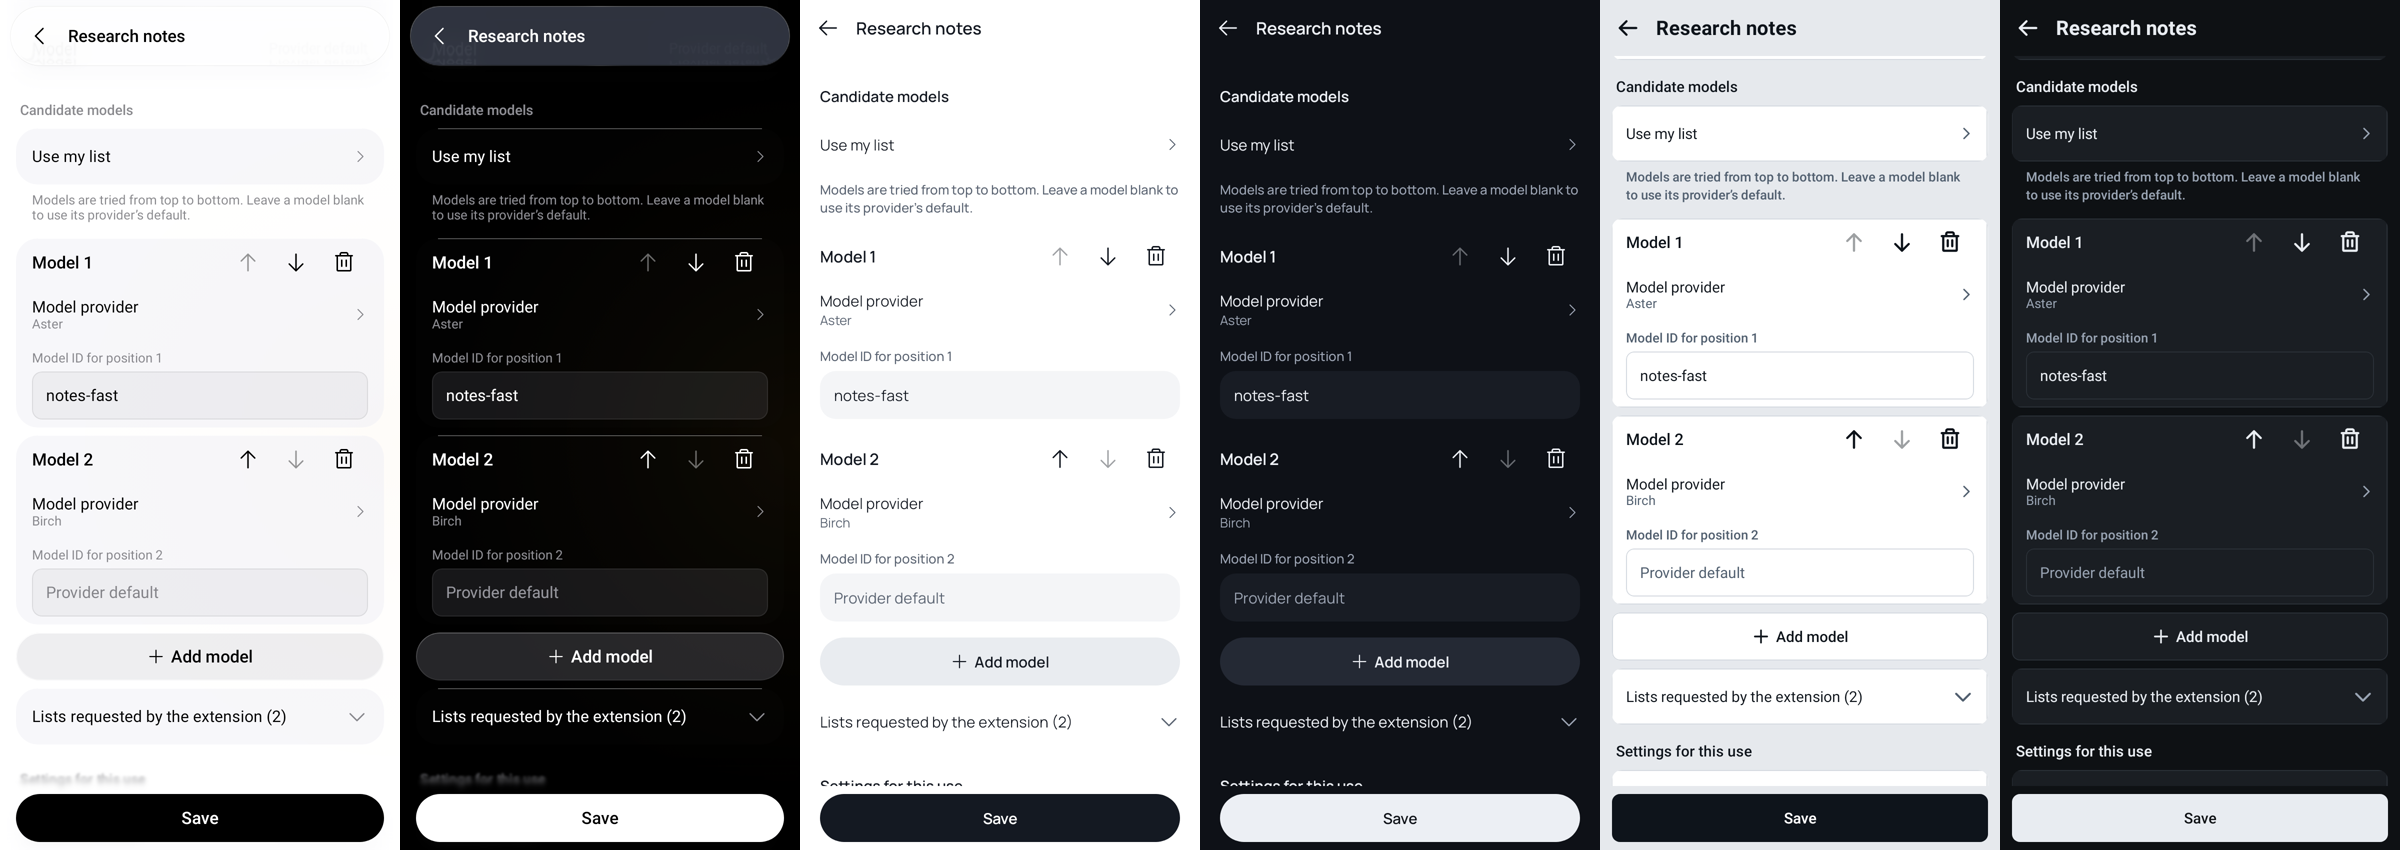 Research notes
Candidate models
Use my list
Models are tried from top to bottom. Leave a model blank
to use its provider's default.
Model 1
Model provider
Aster
Model ID for position 1
notes-fast
Model 2
Model provider
Birch
Model ID for position 2
Provider default
+ Add model
Lists requested by the extension (2)
Settings for this use
Save
Research notes
Candidate models
Use my list
Models are tried from top to bottom. Leave a model blank
to use its provider's default.
Model 1
Model provider
Aster
Model ID for position 1
notes-fast
Model 2
Model provider
Birch
Model ID for position 2
Provider default
+ Add model
Lists requested by the extension (2)
Settings for this use
Save
Research notes
Candidate models
Use my list
Models are tried from top to bottom. Leave a model blank to
use its provider's default.
Model 1
Model provider
Aster
Model ID for position 1
notes-fast
Model 2
Model provider
Birch
Model ID for position 2
Provider default
+ Add model
Lists requested by the extension (2)
Settings for this use
Save
Research notes
Candidate models
Use my list
Models are tried from top to bottom. Leave a model blank to
use its provider's default.
Model 1
Model provider
Aster
Model ID for position 1
notes-fast
Model 2
Model provider
Birch
Model ID for position 2
Provider default
+ Add model
Lists requested by the extension (2)
Settings for this use
Save
Research notes
Candidate models
Use my list
Models are tried from top to bottom. Leave a model blank
to use its provider's default.
Model 1
Model provider
Aster
Model ID for position 1
notes-fast
Model 2
Model provider
Birch
Model ID for position 2
Provider default
+ Add model
Lists requested by the extension (2)
Settings for this use
Save
Research notes
Candidate models
Use my list
Models are tried from top to bottom. Leave a model blank
to use its provider's default.
Model 1
Model provider
Aster
Model ID for position 1
notes-fast
Model 2
Model provider
Birch
Model ID for position 2
Provider default
+ Add model
Lists requested by the extension (2)
Settings for this use
Save